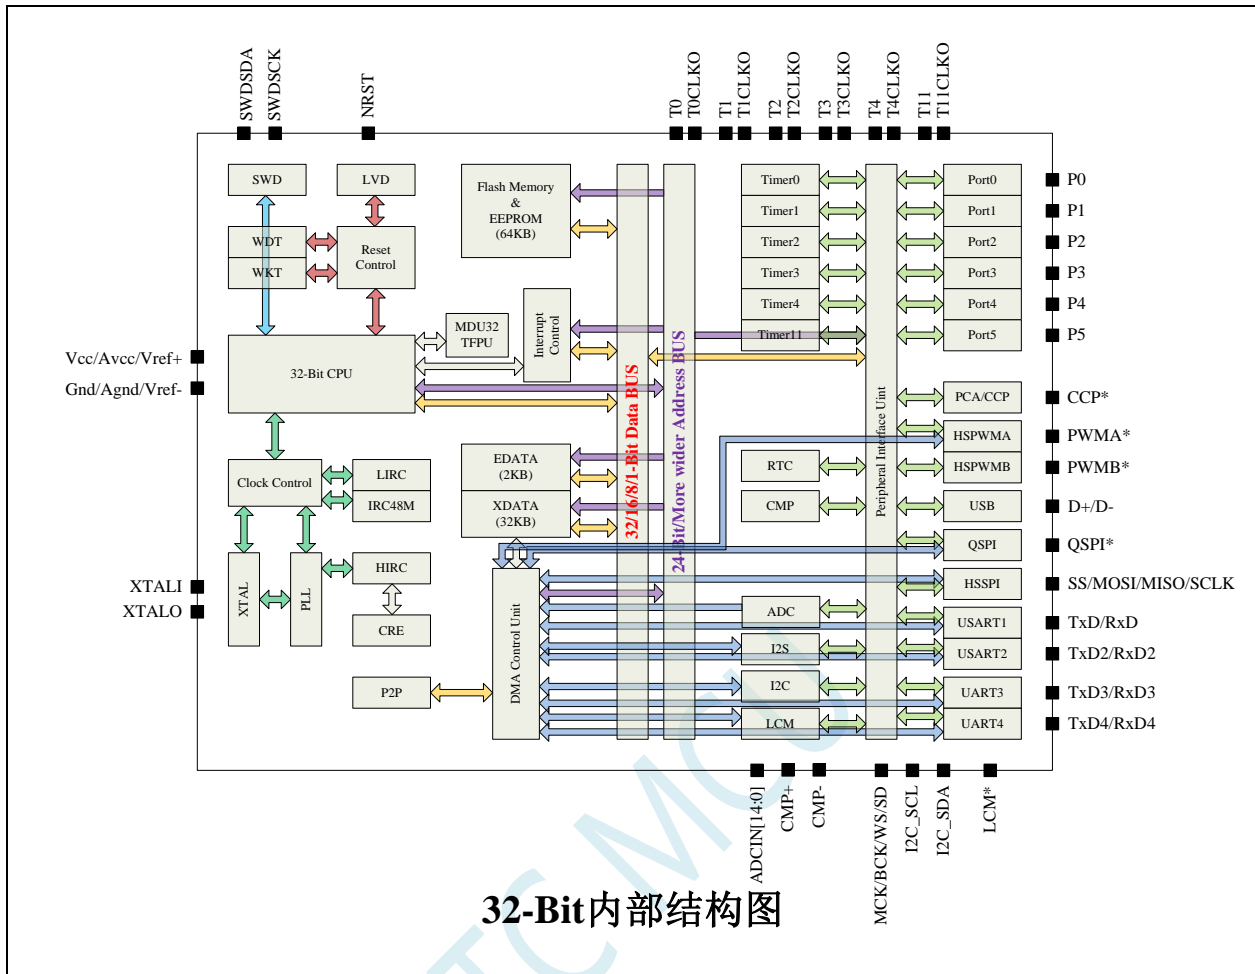 SWDSDA
SWDSCK
NRST
T0
T0CLKO
T1
T1CLKO
T2
T2CLKO
T3
T3CLKO
T4
T4CLKO
T11
T11CLKO
SWD
LVD
WDT
WKT
Reset
Control
Flash Memory
&
EEPROM
(64KB)
Timer0
Timer1
Timer2
Timer3
Timer4
Timer11
Port0
Port1
Port2
Port3
Port4
Port5
P0
P1
P2
P3
P4
P5
Vcc/Avcc/Vref+
Gnd/Agnd/Vref-
32-Bit CPU
MDU32
TFPU
Interrupt
Control
32/16/8/1-Bit Data BUS
24-Bit/More wider Address BUS
Peripheral Interface Uint
PCA/CCP
HSPWMA
HSPWMB
USB
QSPI
HSSPI
USART1
USART2
UART3
UART4
CCP*
PWMA*
PWMB*
D+/D-
QSPI*
SS/MOSI/MISO/SCLK
TxD/RxD
TxD2/RxD2
TxD3/RxD3
TxD4/RxD4
Clock Control
LIRC
IRC48M
EDATA
(2KB)
XDATA
(32KB)
RTC
CMP
XTALI
XTALO
XTAL
PLL
HIRC
CRE
P2P
DMA Control Unit
ADC
I2S
I2C
LCM
ADCIN[14:0]
CMP+
CMP-
MCK/BCK/WS/SD
I2C_SCL
I2C_SDA
LCM*
32-Bit内部结构图
TC MCU